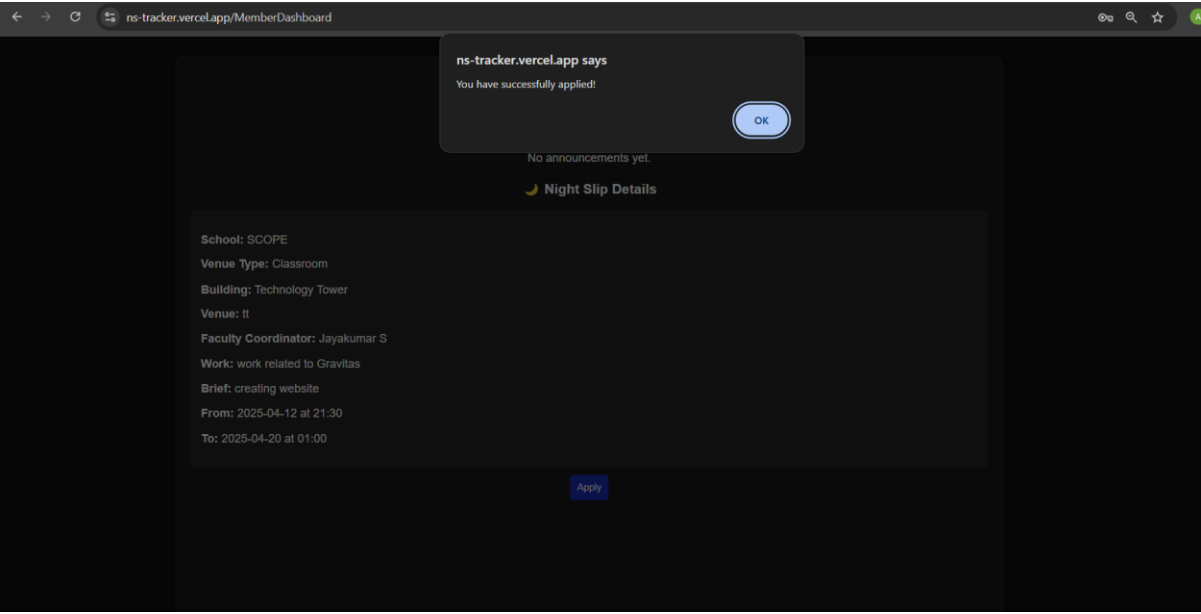 ns-tracker.vercel.app/MemberDashboard
A
ns-tracker.vercel.app says
You have successfully applied!
OK
No announcements yet.
🌙 Night Slip Details
School: SCOPE
Venue Type: Classroom
Building: Technology Tower
Venue: tt
Faculty Coordinator: Jayakumar S
Work: work related to Gravitas
Brief: creating website
From: 2025-04-12 at 21:30
To: 2025-04-20 at 01:00
Apply